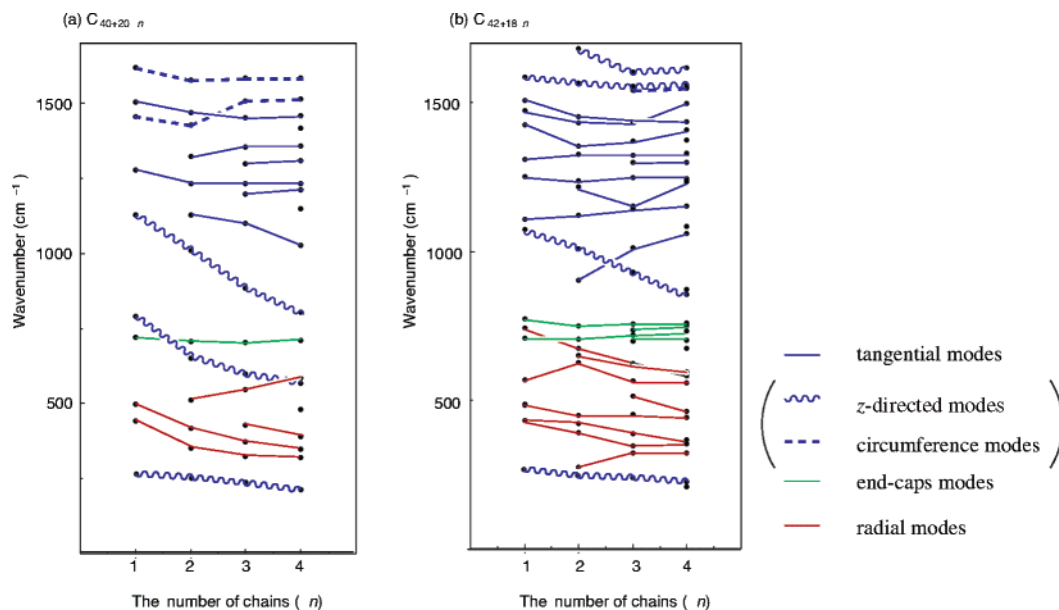 (a) C40+20 n
(b) C42+18 n
Wavenumber (cm −1)
1500
1000
500
1 2 3 4
The number of chains ( n)
Wavenumber (cm −1)
1500
1000
500
1 2 3 4
The number of chains ( n)
tangential modes
z-directed modes
circumference modes
end-caps modes
radial modes